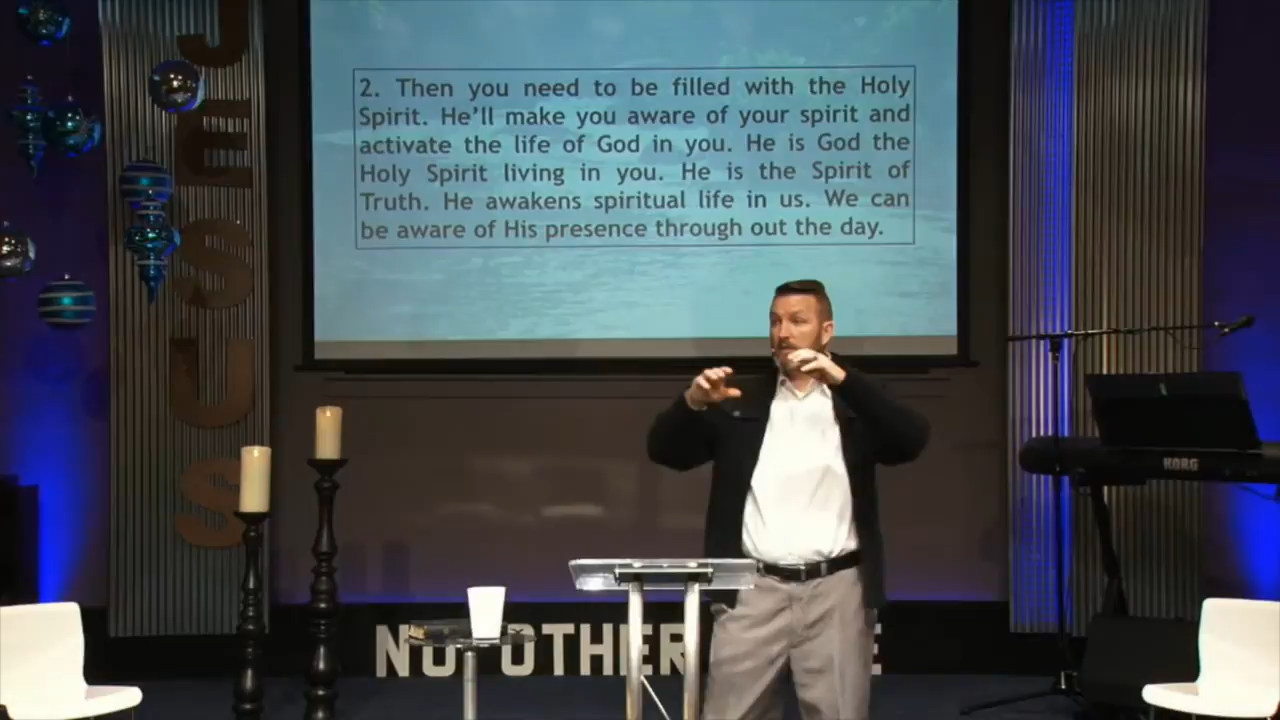 2. Then you need to be filled with the Holy
Spirit. He'll make you aware of your spirit and
activate the life of God in you. He is God the
Holy Spirit living in you. He is the Spirit of
Truth. He awakens spiritual life in us. We can
be aware of His presence through out the day.
JESUS
KORG
NO OTHER